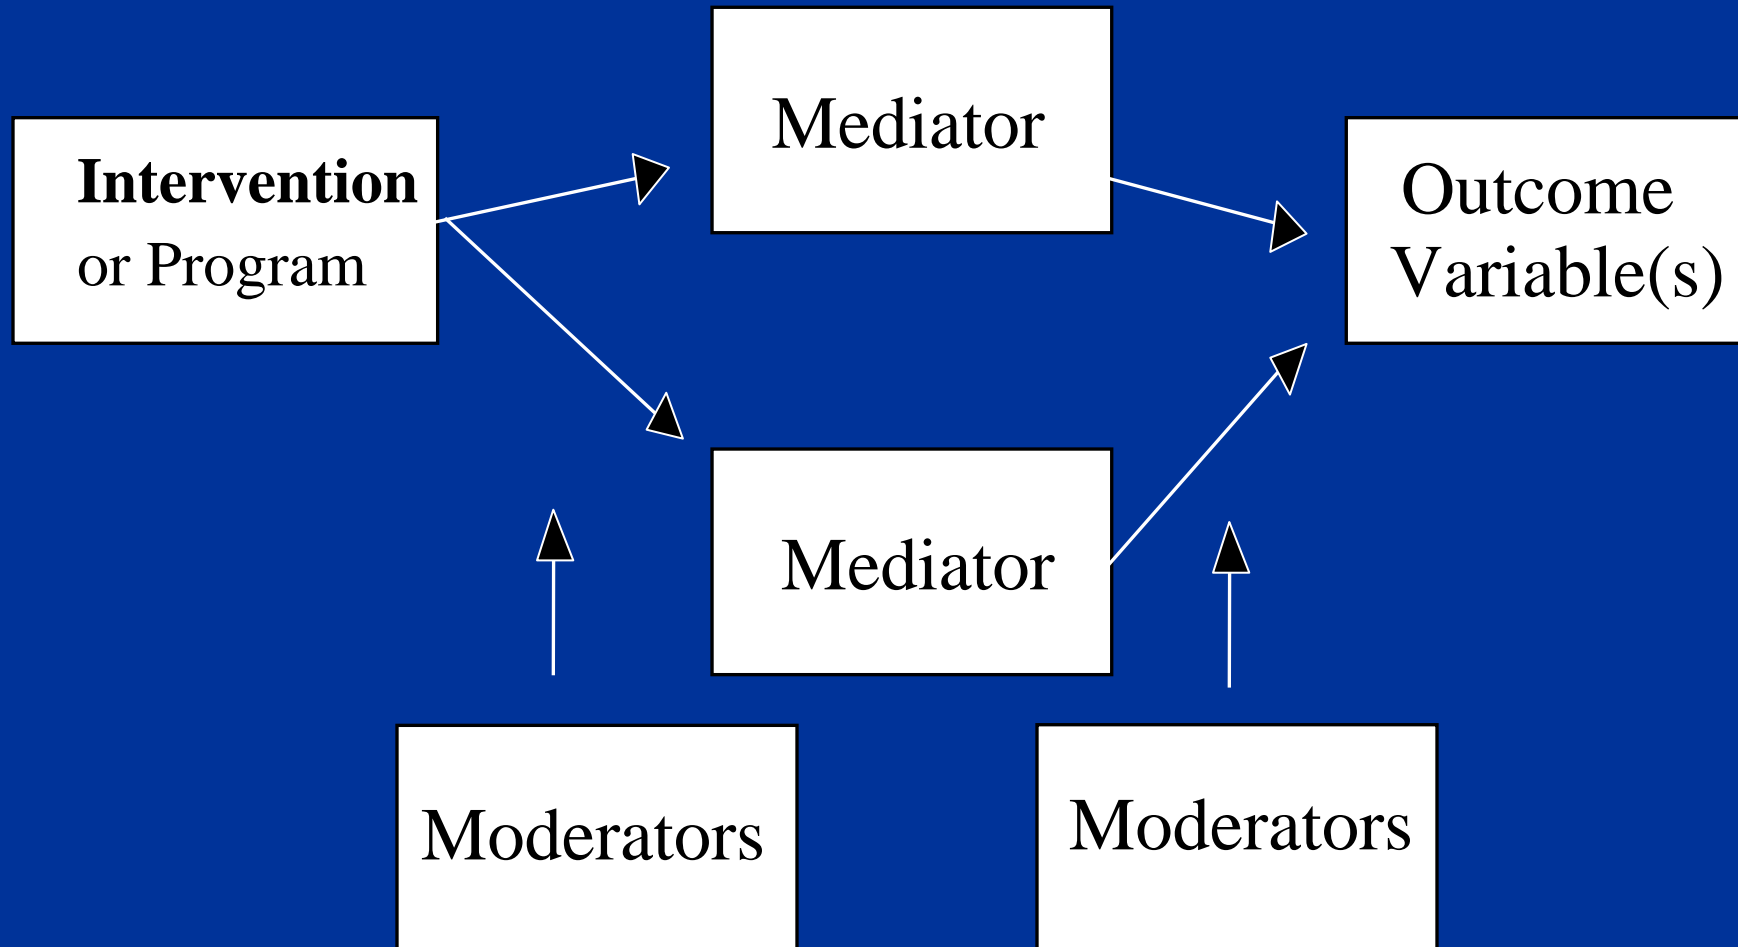 Mediator
Intervention
or Program
Outcome
Variable(s)
Mediator
Moderators
Moderators